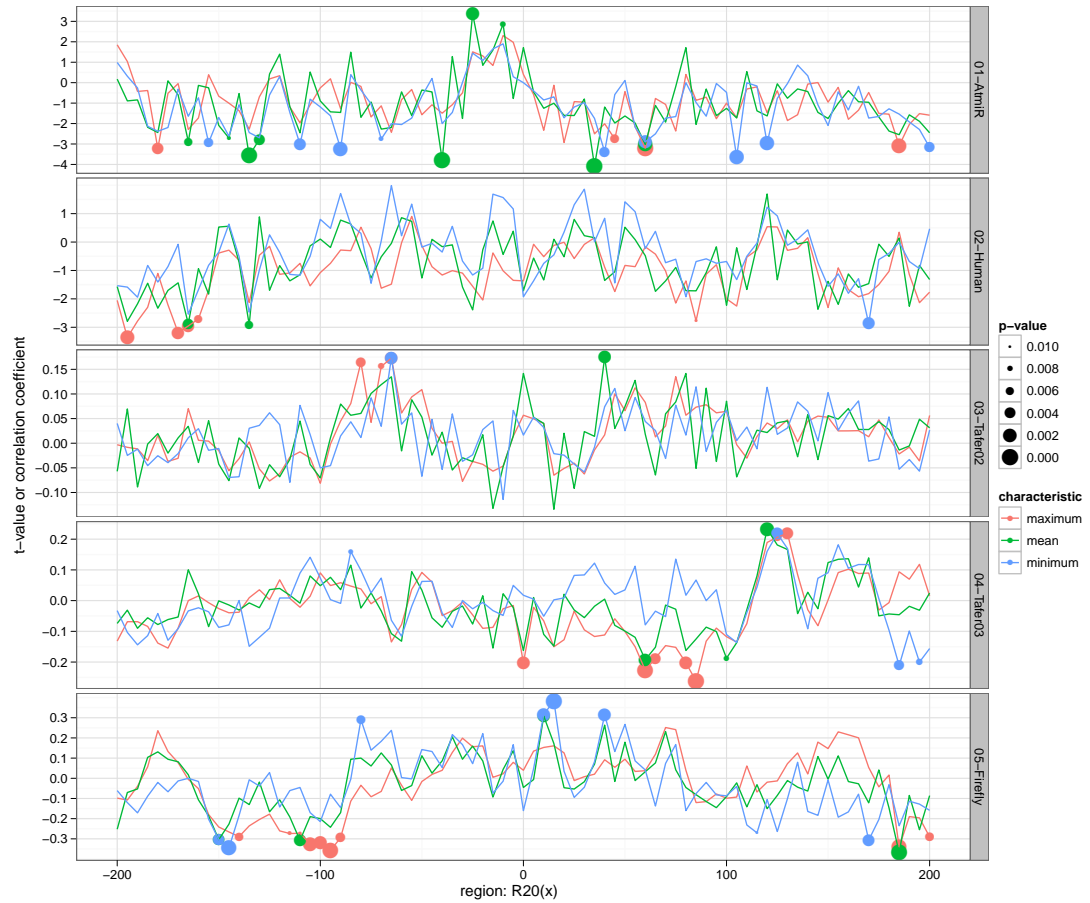 t−value or correlation coefficient
3
2
1
0
−1
−2
−3
−4
01−AtmiR
1
0
−1
−2
−3
02−Human
0.15
0.10
0.05
0.00
−0.05
−0.10
03−Tafer02
0.2
0.1
0.0
−0.1
−0.2
04−Tafer03
0.3
0.2
0.1
0.0
−0.1
−0.2
−0.3
05−Firefly
−200 −100 0 100 200
region: R20(x)
p−value
0.010
0.008
0.006
0.004
0.002
0.000
characteristic
maximum
mean
minimum